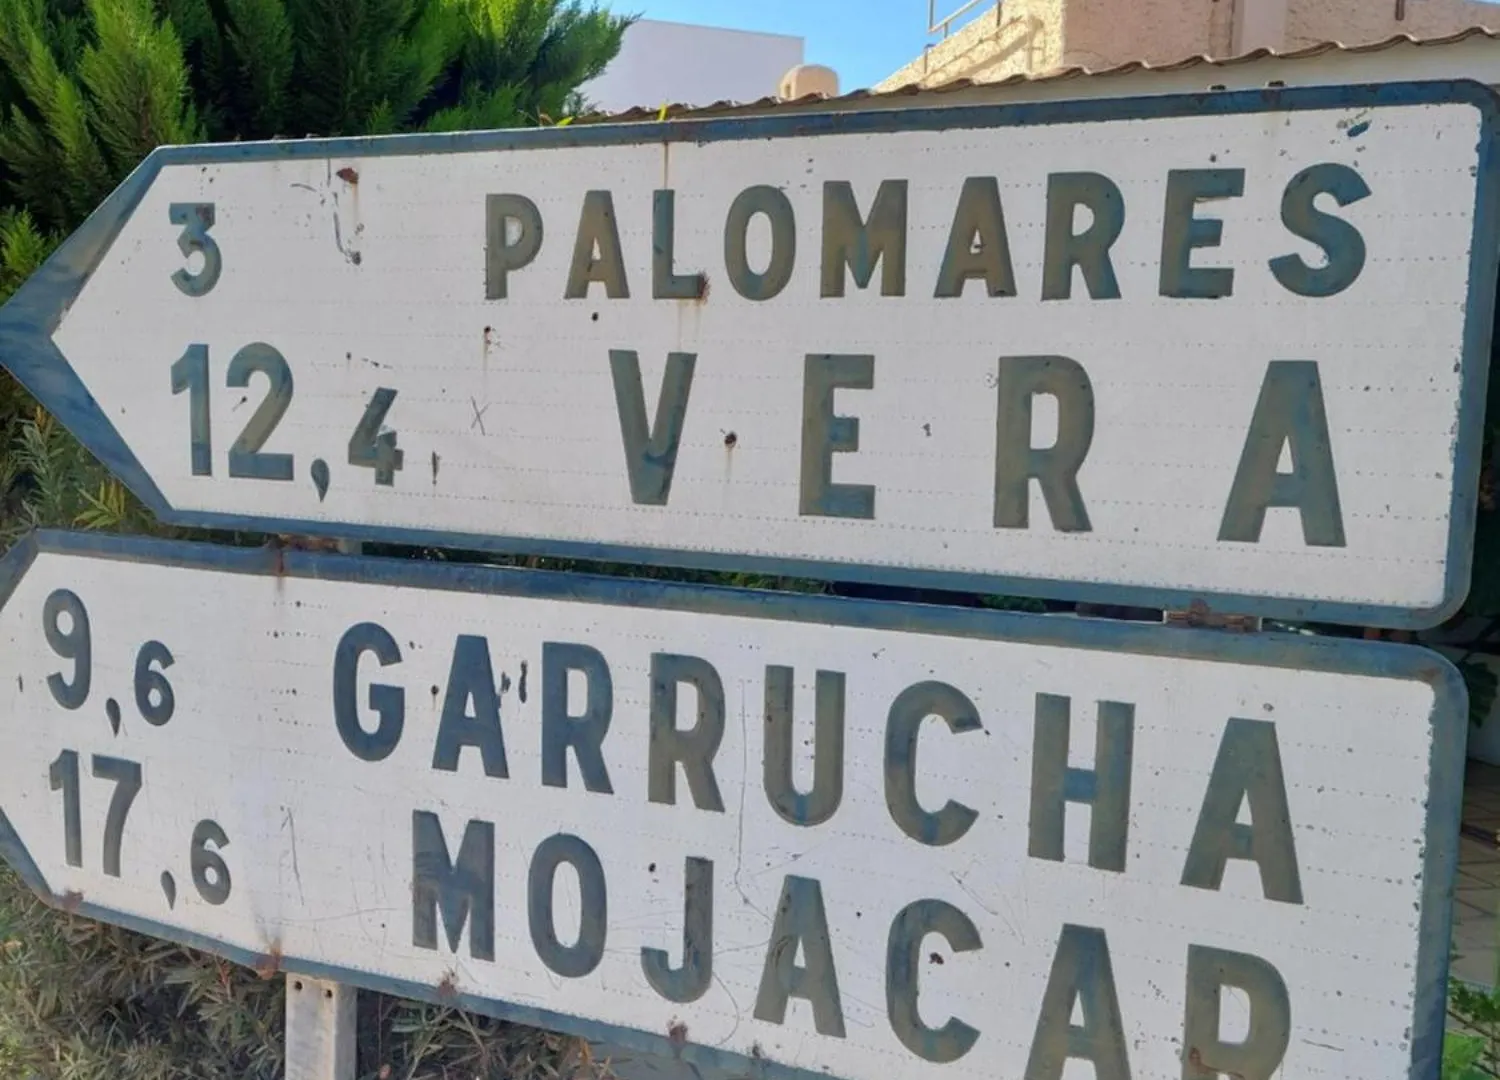 3 PALOMARES
12,4 VERA
9,6 GARRUCHA
17,6 MOJACAR